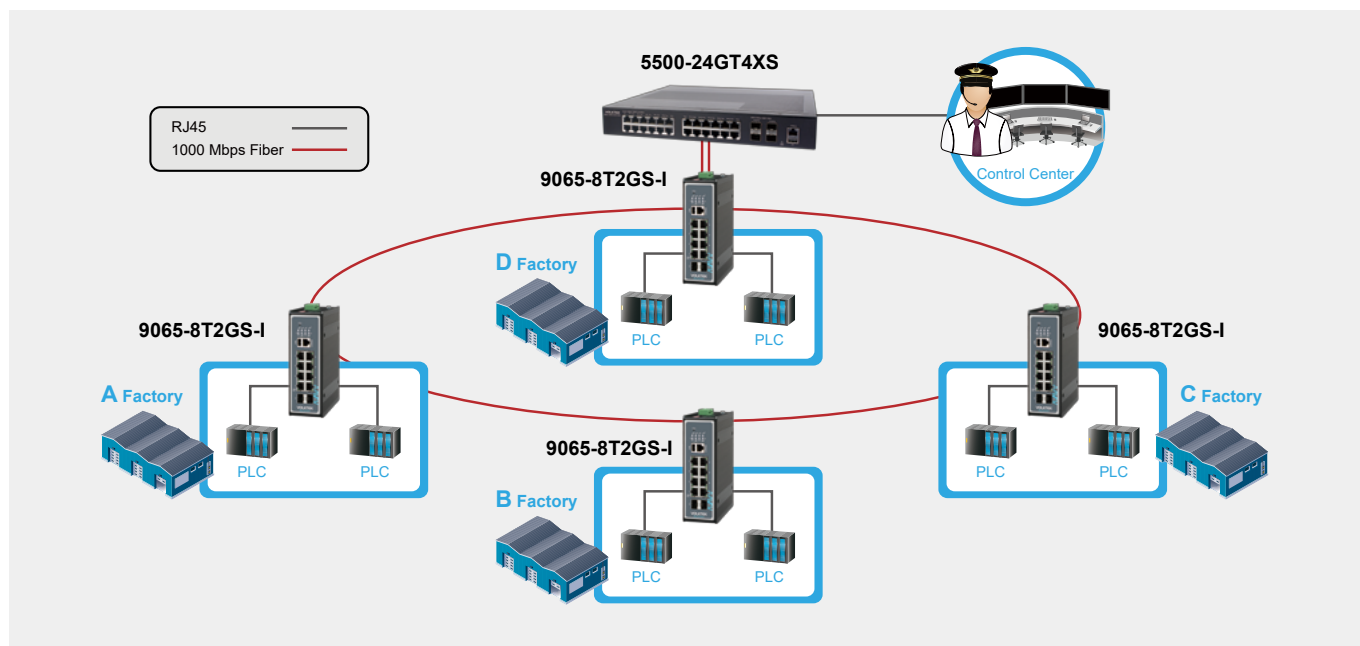 5500-24GT4XS
RJ45
1000 Mbps Fiber
Control Center
9065-8T2GS-I
D Factory
PLC
PLC
9065-8T2GS-I
A Factory
PLC
PLC
9065-8T2GS-I
C Factory
PLC
PLC
9065-8T2GS-I
B Factory
PLC
PLC